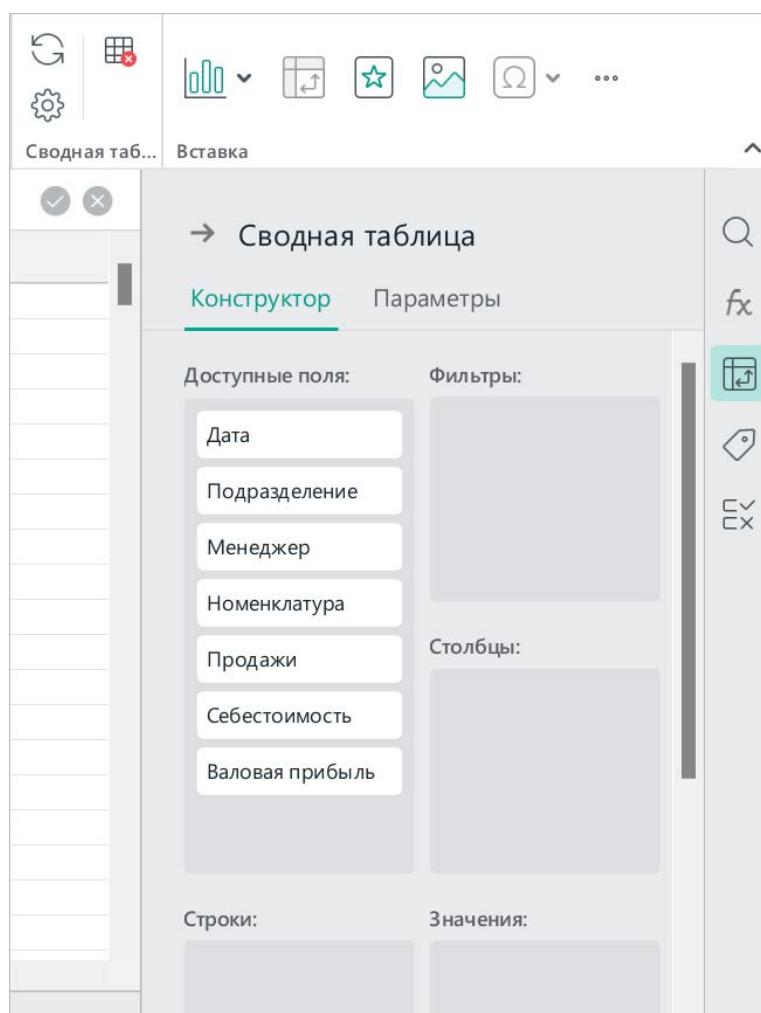 Сводная таб... Вставка
→ Сводная таблица
Конструктор Параметры
Доступные поля: Фильтры:
Дата
Подразделение
Менеджер
Номенклатура
Продажи
Себестоимость
Валовая прибыль
Столбцы:
Строки: Значения: